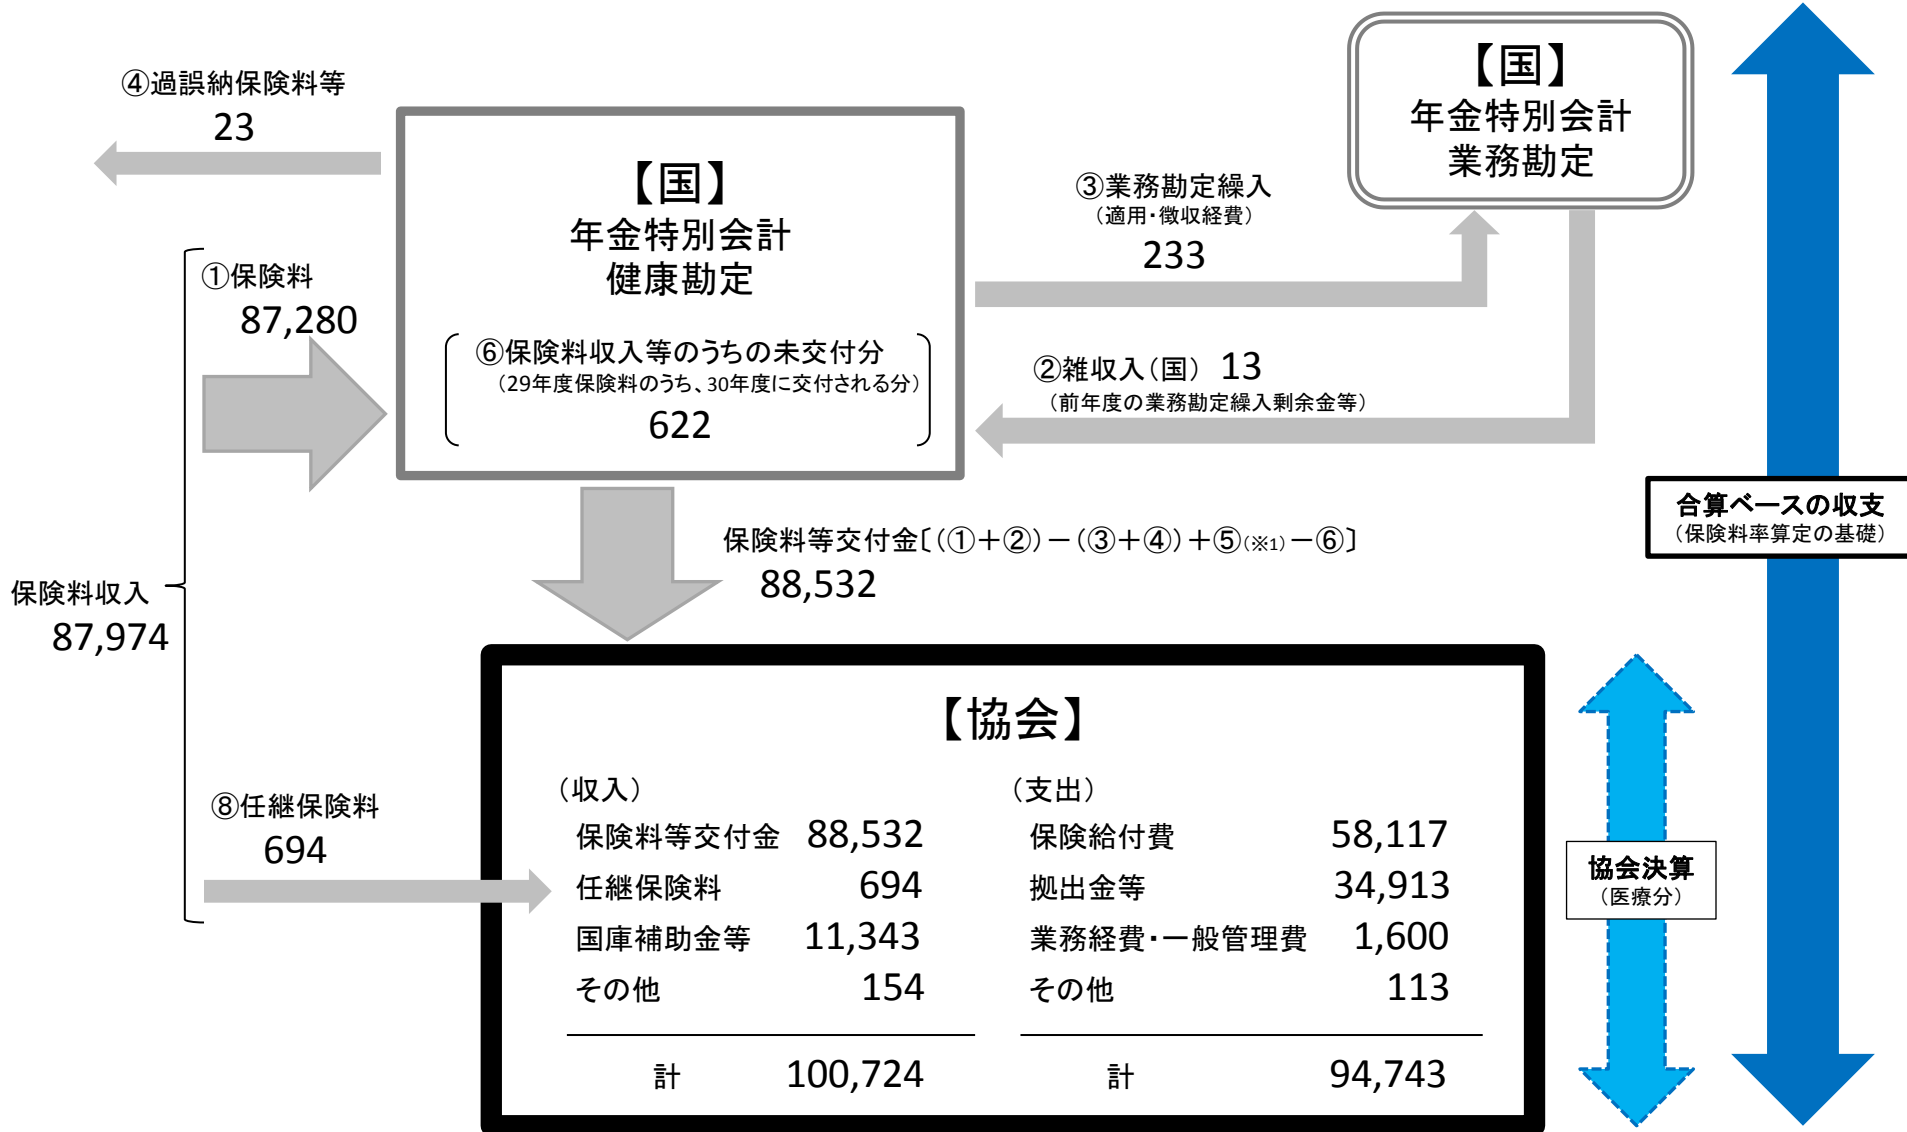 ④過誤納保険料等
23
【国】
年金特別会計
健康勘定
⑥保険料収入等のうちの未交付分
（29年度保険料のうち、30年度に交付される分）
622
【国】
年金特別会計
業務勘定
③業務勘定繰入
（適用・徴収経費）
233
②雑収入（国） 13
（前年度の業務勘定繰入剰余金等）
①保険料
87,280
保険料収入
87,974
⑧任継保険料
694
保険料等交付金〔（①＋②）－（③＋④）＋⑤（※1）－⑥〕
88,532
合算ベースの収支
（保険料率算定の基礎）
【協会】
（収入）
保険料等交付金 88,532
任継保険料 694
国庫補助金等 11,343
その他 154
計 100,724
（支出）
保険給付費 58,117
拠出金等 34,913
業務経費・一般管理費 1,600
その他 113
計 94,743
協会決算
（医療分）